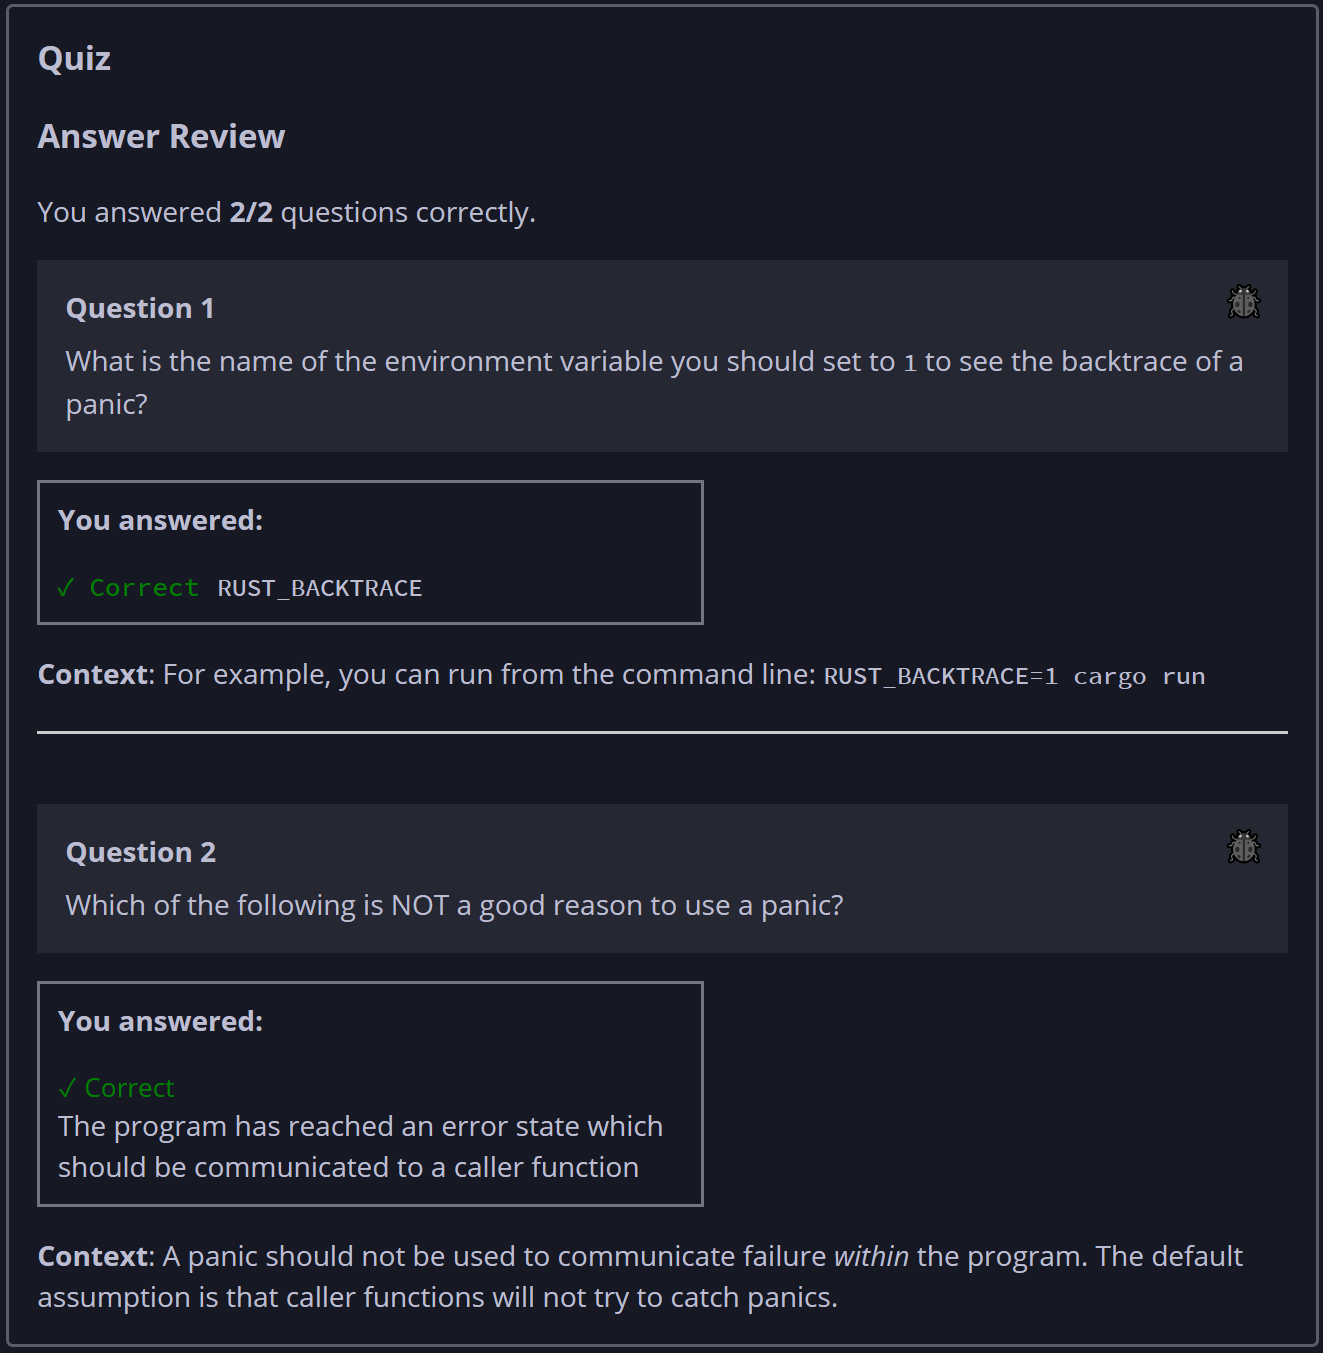 Quiz
Answer Review
You answered 2/2 questions correctly.
Question 1
What is the name of the environment variable you should set to 1 to see the backtrace of a
panic?
You answered:
✓ Correct RUST_BACKTRACE
Context: For example, you can run from the command line: RUST_BACKTRACE=1 cargo run
Question 2
Which of the following is NOT a good reason to use a panic?
You answered:
✓ Correct
The program has reached an error state which
should be communicated to a caller function
Context: A panic should not be used to communicate failure within the program. The default
assumption is that caller functions will not try to catch panics.